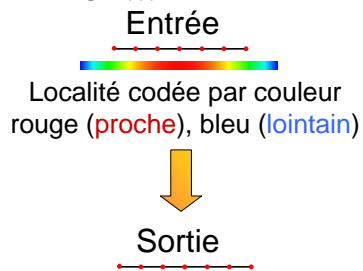 Entrée
Localité codée par couleur
rouge (proche), bleu (lointain)
Sortie